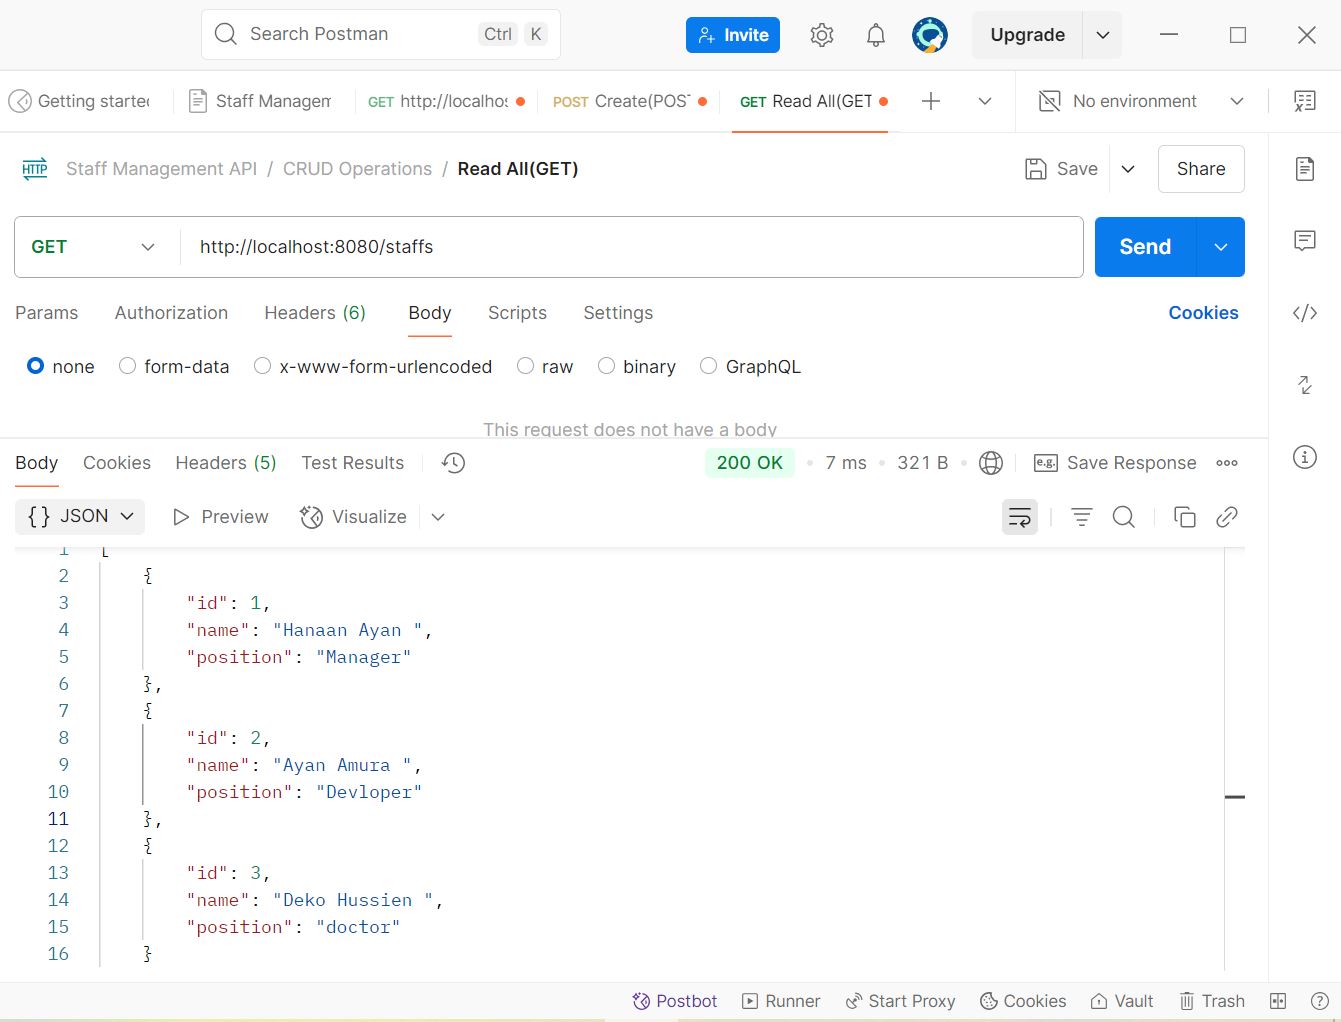 Search Postman Ctrl K Invite Upgrade
Getting starte Staff Managem GET http://localhos POST Create(POS GET Read All(GET No environment
HTTP Staff Management API / CRUD Operations / Read All(GET) Save Share
GET http://localhost:8080/staffs Send
Params Authorization Headers (6) Body Scripts Settings Cookies
none form-data x-www-form-urlencoded raw binary GraphQL
This request does not have a body
Body Cookies Headers (5) Test Results 200 OK • 7 ms • 321 B • e.g. Save Response
{} JSON Preview Visualize
1 [
2 {
3 "id": 1,
4 "name": "Hanaan Ayan ",
5 "position": "Manager"
6 },
7 {
8 "id": 2,
9 "name": "Ayan Amura ",
10 "position": "Devloper"
11 },
12 {
13 "id": 3,
14 "name": "Deko Hussien ",
15 "position": "doctor"
16 }
Postbot Runner Start Proxy Cookies Vault Trash